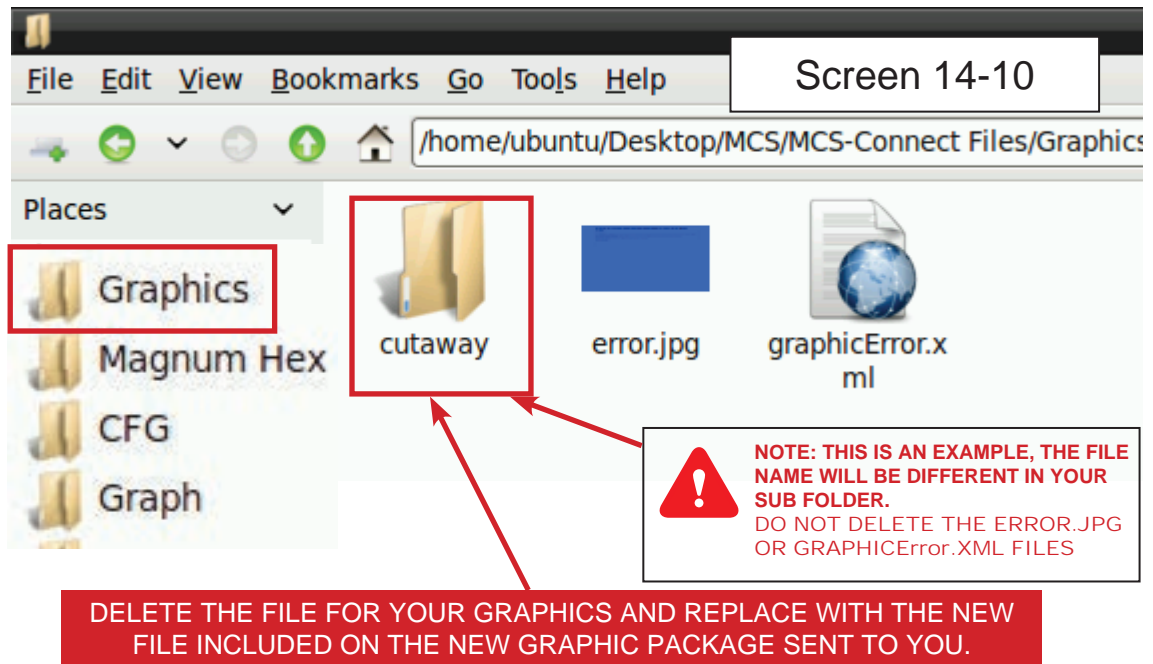 Screen 14-10
File Edit View Bookmarks Go Tools Help
/home/ubuntu/Desktop/MCS/MCS-Connect Files/Graphics
Places
Graphics
Magnum Hex
CFG
Graph
cutaway
error.jpg
graphicError.x
ml
NOTE: THIS IS AN EXAMPLE, THE FILE
NAME WILL BE DIFFERENT IN YOUR
SUB FOLDER.
DO NOT DELETE THE ERROR.JPG
OR GRAPHICError.XML FILES
DELETE THE FILE FOR YOUR GRAPHICS AND REPLACE WITH THE NEW
FILE INCLUDED ON THE NEW GRAPHIC PACKAGE SENT TO YOU.